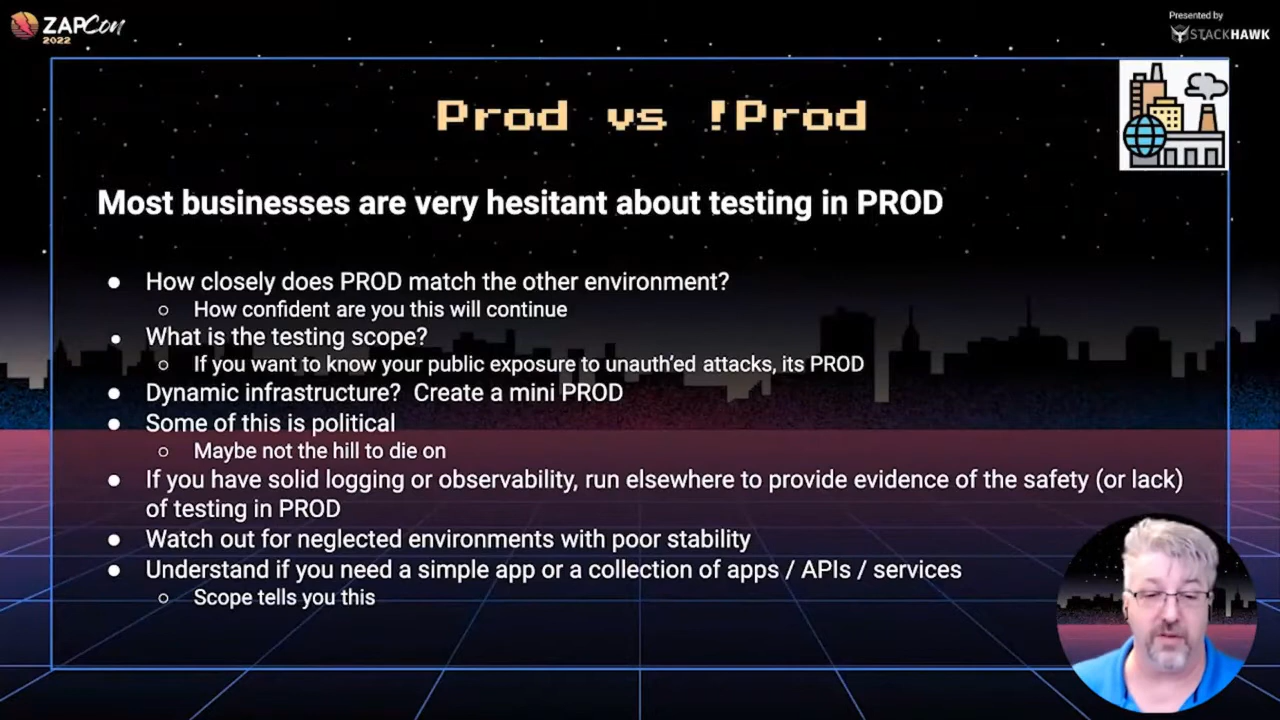 ZAPCon
2022
Presented by
STACKHAWK
Prod vs !Prod
Most businesses are very hesitant about testing in PROD
● How closely does PROD match the other environment?
○ How confident are you this will continue
● What is the testing scope?
○ If you want to know your public exposure to unauth'ed attacks, its PROD
● Dynamic infrastructure? Create a mini PROD
● Some of this is political
○ Maybe not the hill to die on
● If you have solid logging or observability, run elsewhere to provide evidence of the safety (or lack)
of testing in PROD
● Watch out for neglected environments with poor stability
● Understand if you need a simple app or a collection of apps / APIs / services
○ Scope tells you this